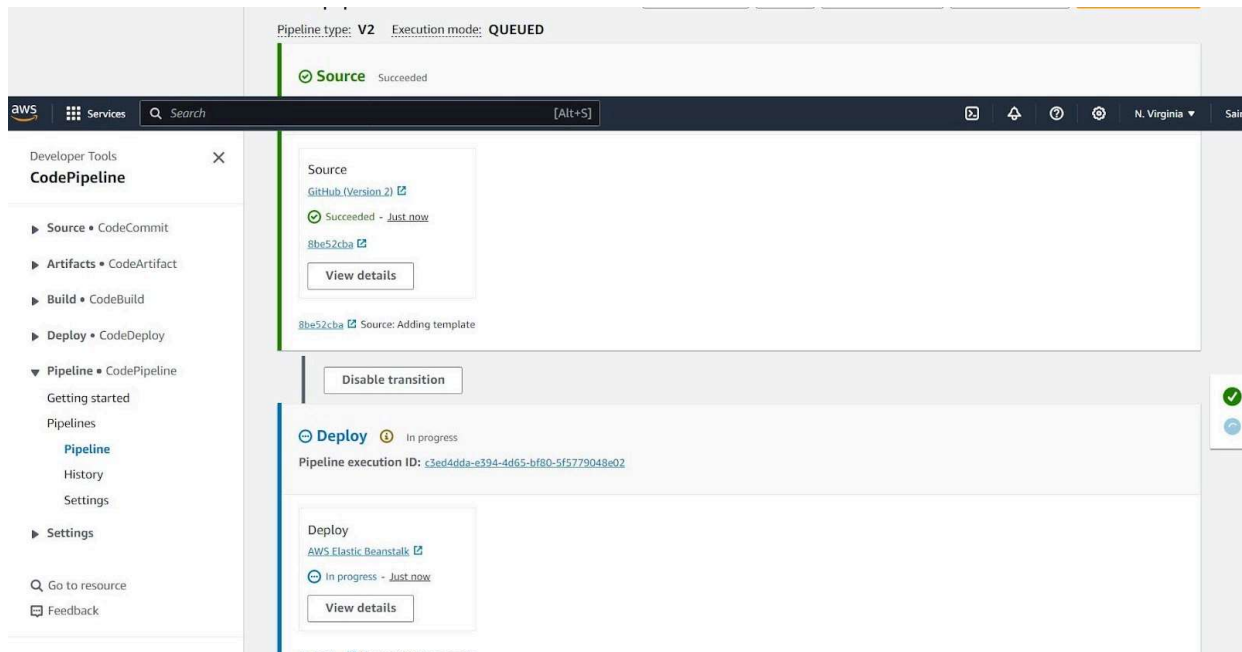 Pipeline type: V2 Execution mode: QUEUED
Source Succeeded
aws Services Search [Alt+S] N. Virginia ▼
Developer Tools
CodePipeline
Source • CodeCommit
Artifacts • CodeArtifact
Build • CodeBuild
Deploy • CodeDeploy
Pipeline • CodePipeline
Getting started
Pipelines
Pipeline
History
Settings
Settings
Go to resource
Feedback
Source
GitHub (Version 2)
Succeeded - Just now
8be52cba
View details
8be52cba Source: Adding template
Disable transition
Deploy In progress
Pipeline execution ID: c3ed4dda-e394-4d65-bf80-5f5779048e02
Deploy
AWS Elastic Beanstalk
In progress - Just now
View details